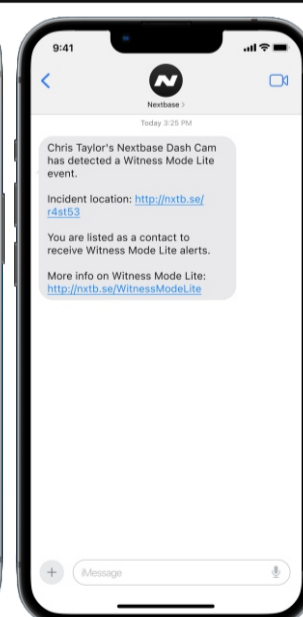 9:41
Nextbase >
Today 3:25 PM
Chris Taylor's Nextbase Dash Cam
has detected a Witness Mode Lite
event.
Incident location: http://nxtb.se/
r4st53
You are listed as a contact to
receive Witness Mode Lite alerts.
More info on Witness Mode Lite:
http://nxtb.se/WitnessModeLite
iMessage